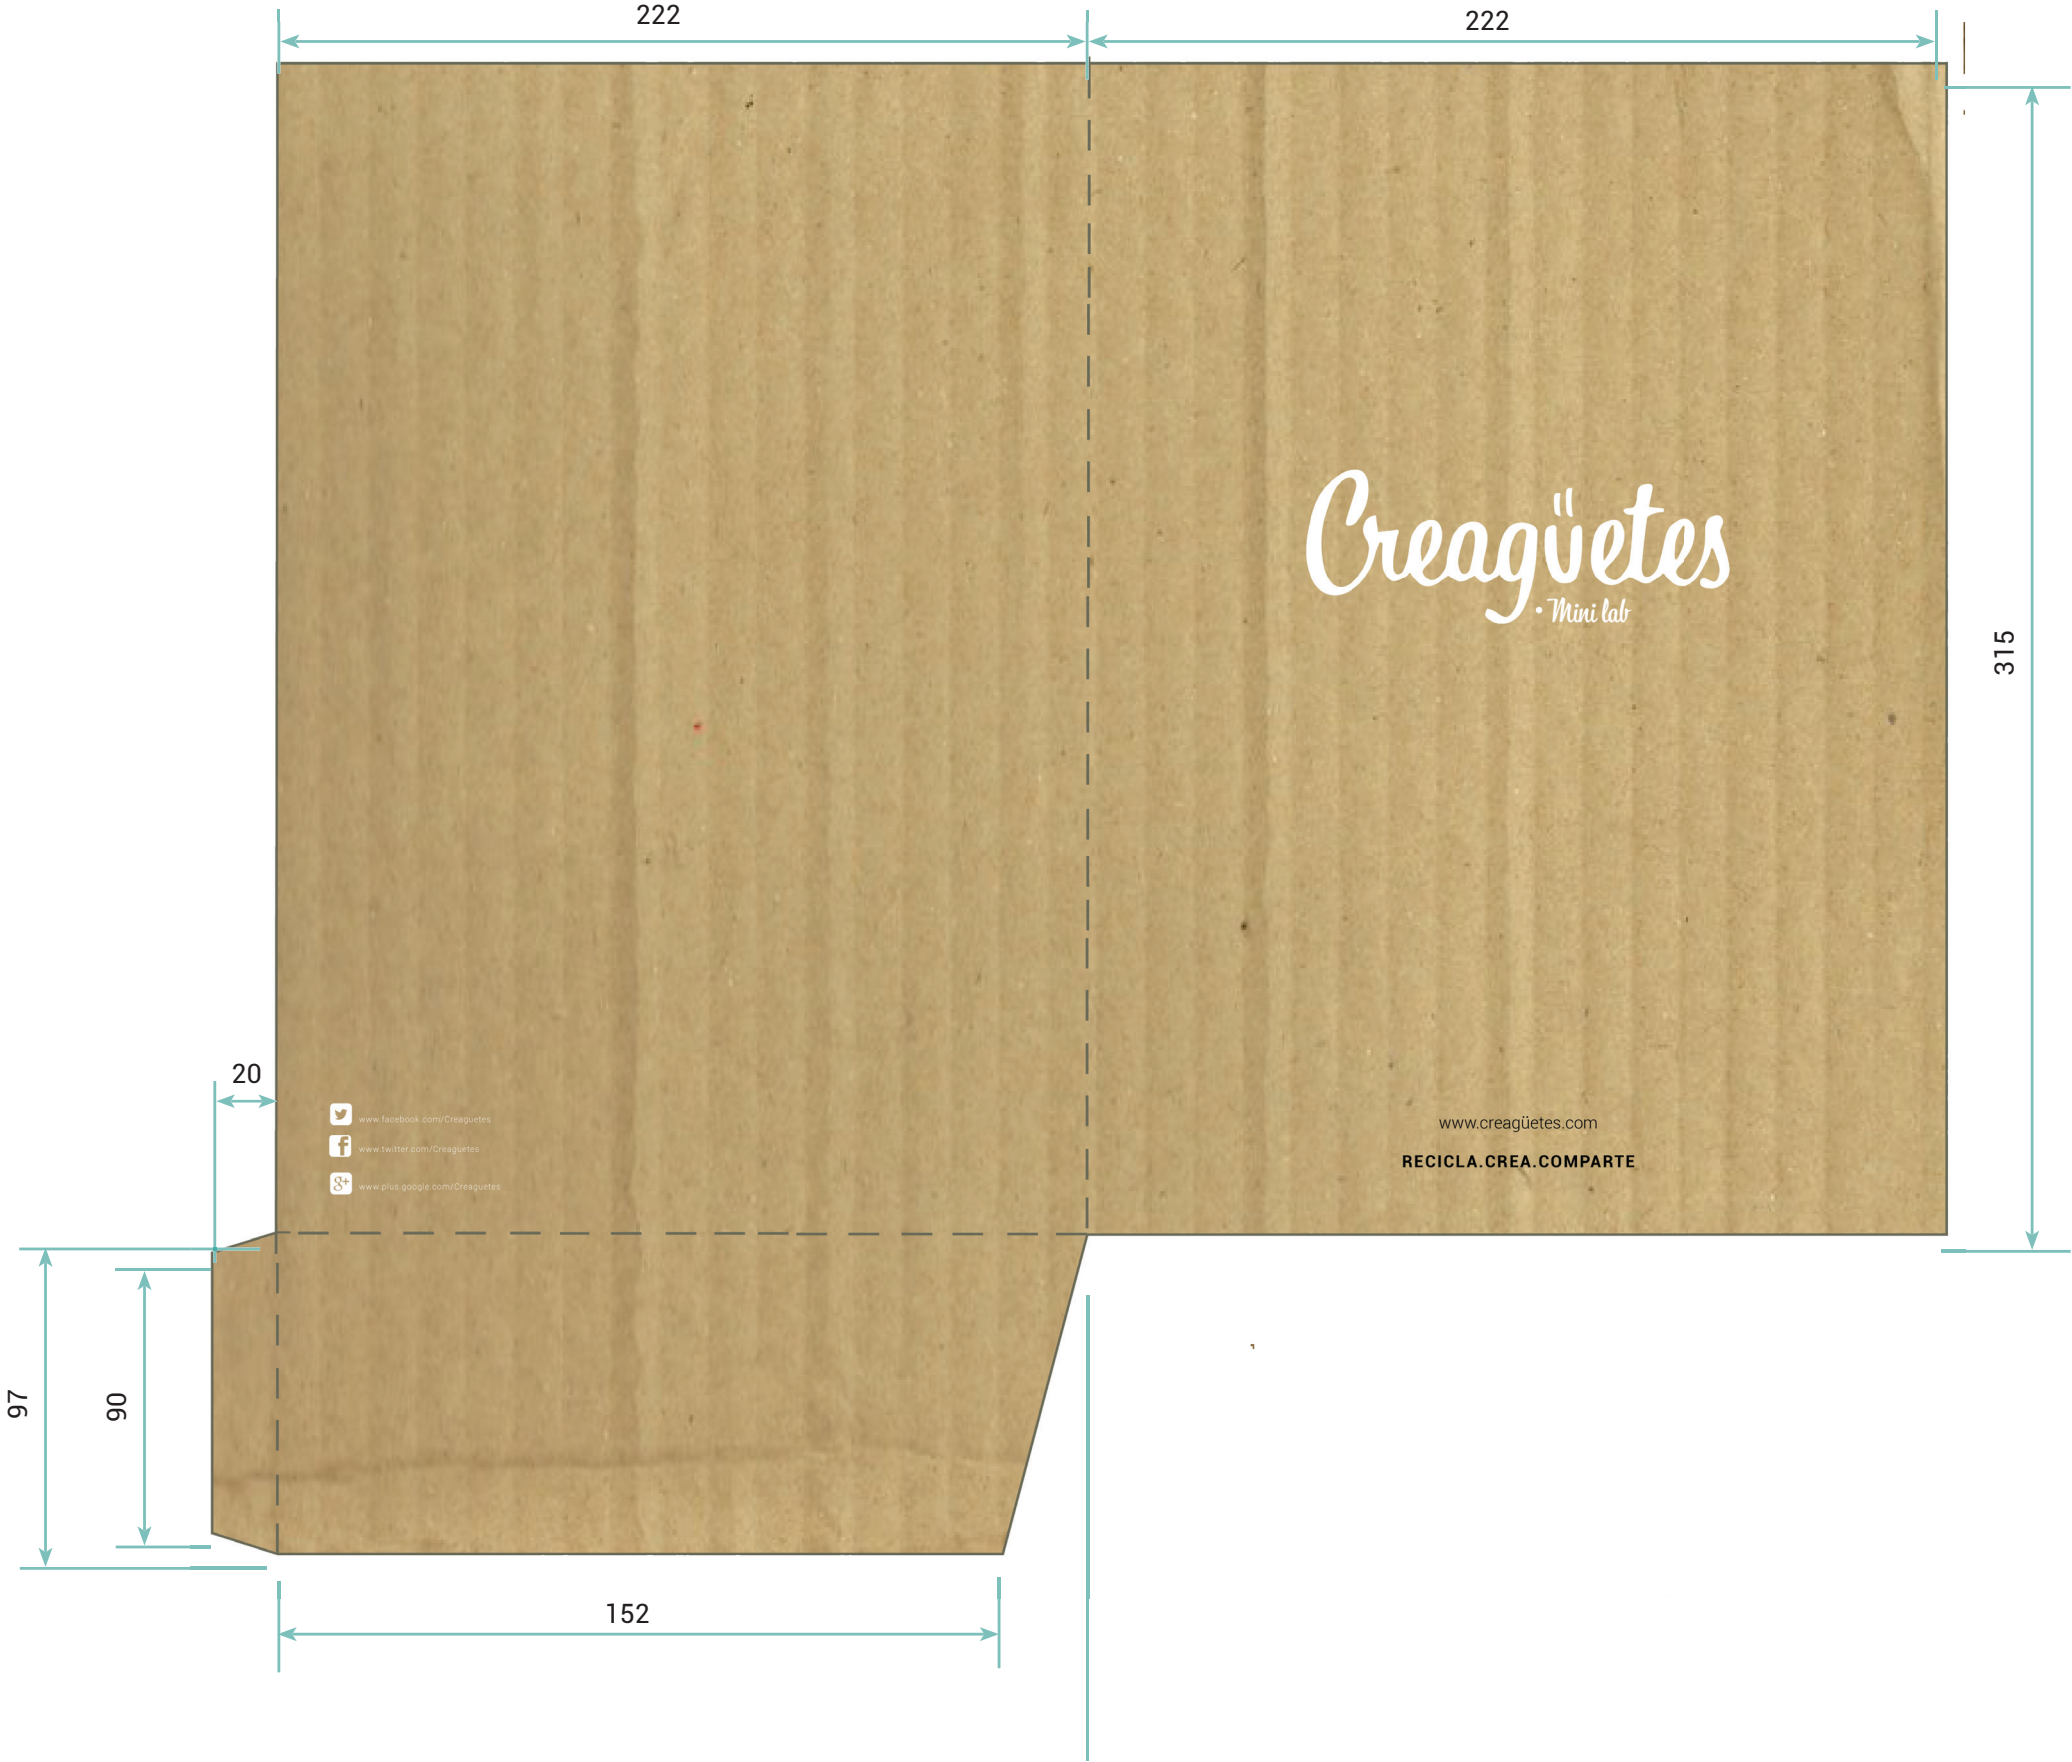 222
222
Creagüetes
• Mini lab
315
20
www.facebook.com/Creaguetes
www.twitter.com/Creaguetes
www.plus.google.com/Creaguetes
www.creagüetes.com
RECICLA.CREA.COMPARTE
97
90
152